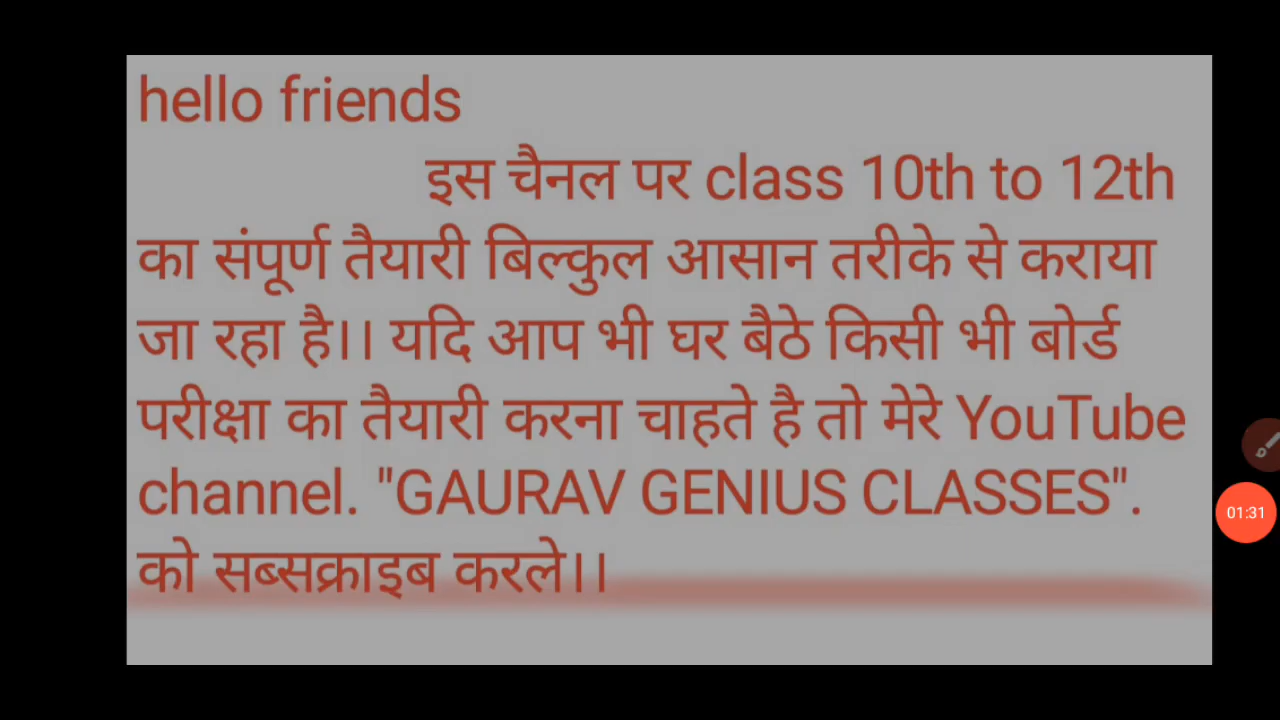 hello friends
इस चैनल पर class 10th to 12th
का संपूर्ण तैयारी बिल्कुल आसान तरीके से कराया
जा रहा है।। यदि आप भी घर बैठे किसी भी बोर्ड
परीक्षा का तैयारी करना चाहते है तो मेरे YouTube
channel. "GAURAV GENIUS CLASSES".
को सब्सक्राइब करले।।
01:31